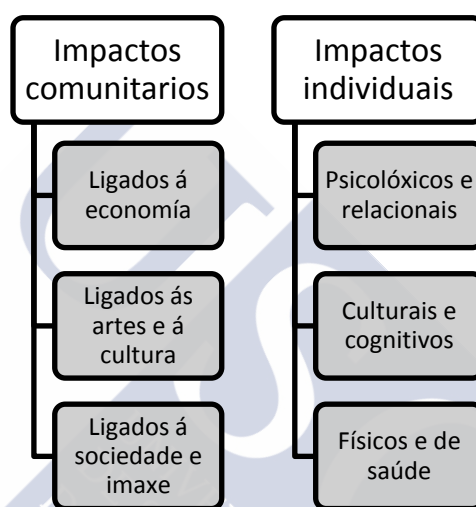 Impactos
comunitarios
Ligados á
economía
Ligados ás
artes e á
cultura
Ligados á
sociedade e
imaxe
Impactos
individuais
Psicolóxicos e
relacionais
Culturais e
cognitivos
Físicos e de
saúde